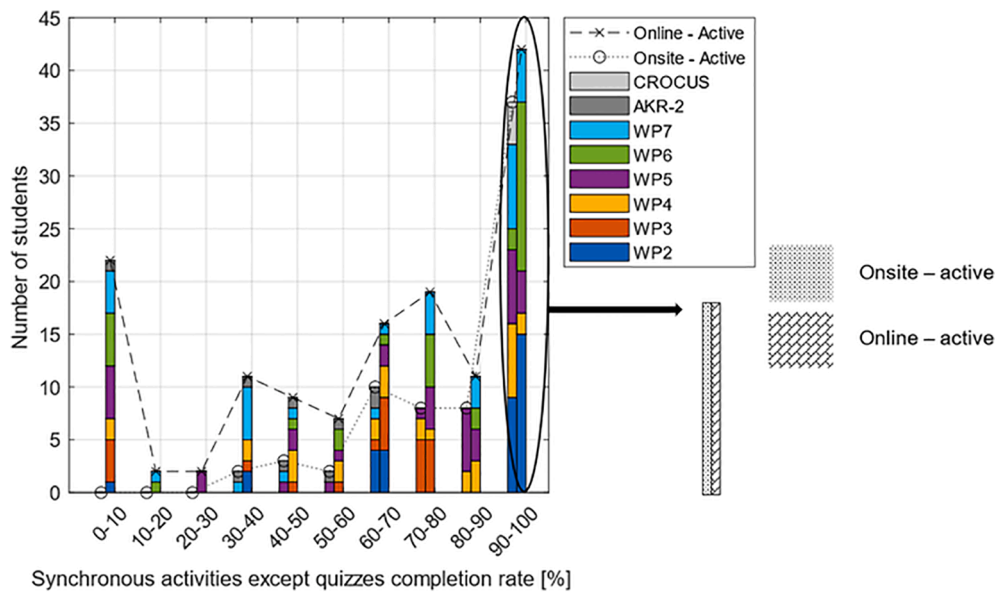 45
40
35
30
25
20
15
10
5
0
Number of students
0-10
10-20
20-30
30-40
40-50
50-60
60-70
70-80
80-90
90-100
Synchronous activities except quizzes completion rate [%]
Online - Active
Onsite - Active
CROCUS
AKR-2
WP7
WP6
WP5
WP4
WP3
WP2
Onsite – active
Online – active